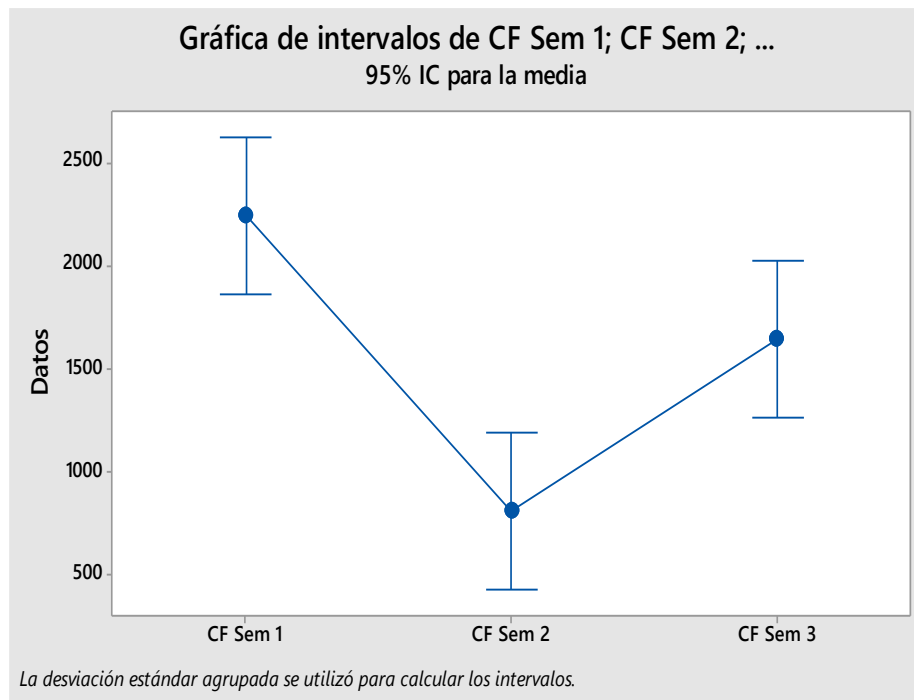 Gráfica de intervalos de CF Sem 1; CF Sem 2; ...
95% IC para la media
Datos
2500
2000
1500
1000
500
CF Sem 1
CF Sem 2
CF Sem 3
La desviación estándar agrupada se utilizó para calcular los intervalos.